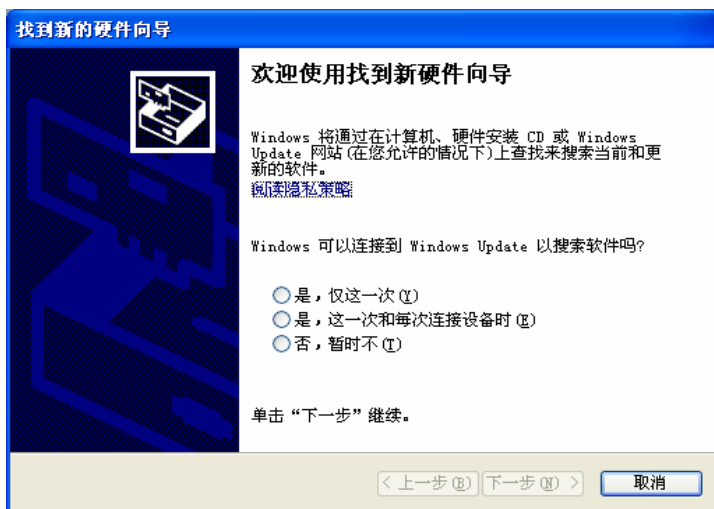 找到新的硬件向导
欢迎使用找到新硬件向导
Windows 将通过在计算机、硬件安装 CD 或 Windows
Update 网站(在您允许的情况下)上查找来搜索当前和更
新的软件。
阅读隐私策略
Windows 可以连接到 Windows Update 以搜索软件吗?
是，仅这一次(Y)
是，这一次和每次连接设备时(E)
否，暂时不(T)
单击“下一步”继续。
< 上一步(B) 下一步(N) > 取消